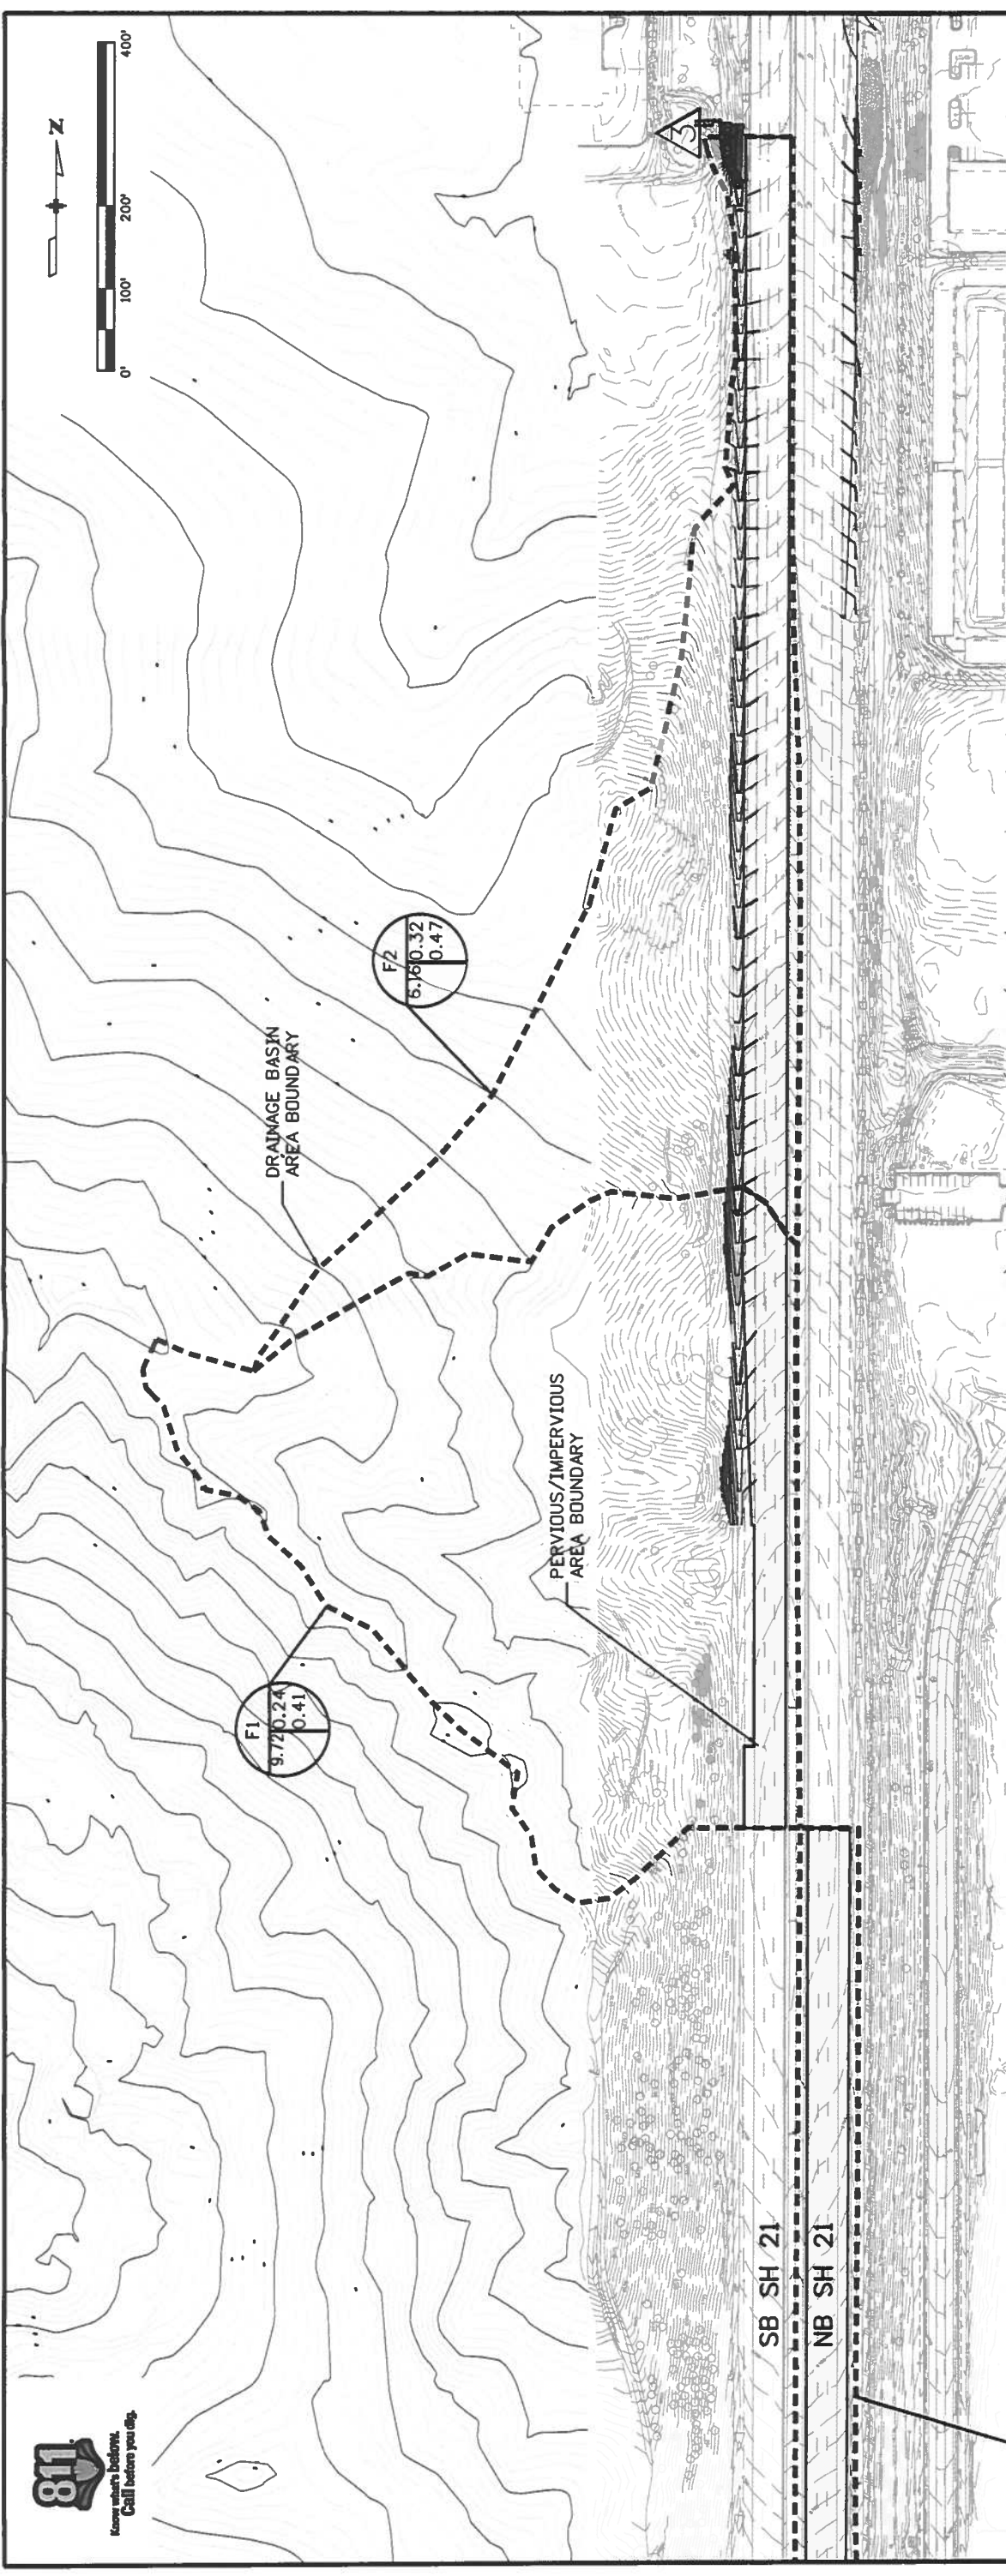 400'
200'
100'
0'
N
3
F2
6.16 0.32
0.47
DRAINAGE BASIN
AREA BOUNDARY
PERVIOUS/IMPERVIOUS
AREA BOUNDARY
F1
9.72 0.24
0.41
SB SH 21
NB SH 21
811
Know what's below.
Call before you dig.